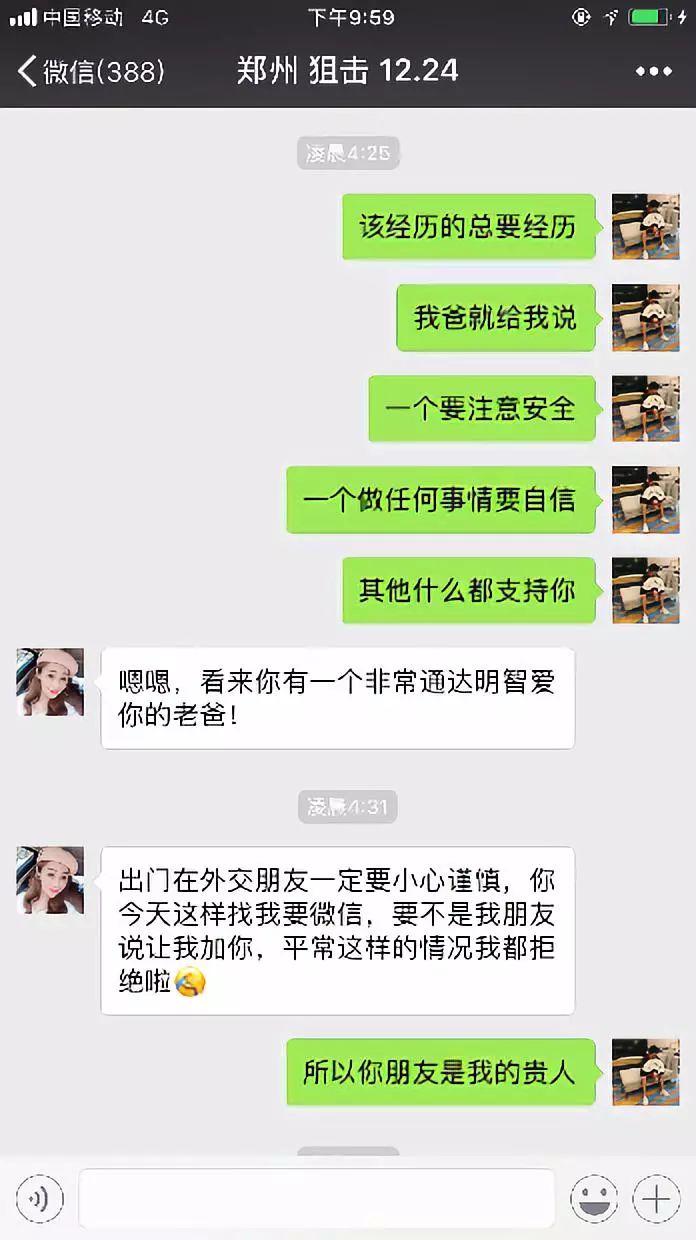 中国移动 4G 下午9:59
微信(388) 郑州 狙击 12.24
凌晨4:25
该经历的总要经历
我爸就给我说
一个要注意安全
一个做任何事情要自信
其他什么都支持你
嗯嗯，看来你有一个非常通达明智爱
你的老爸！
凌晨4:31
出门在外交朋友一定要小心谨慎，你
今天这样找我要微信，要不是我朋友
说让我加你，平常这样的情况我都拒
绝啦
所以你朋友是我的贵人